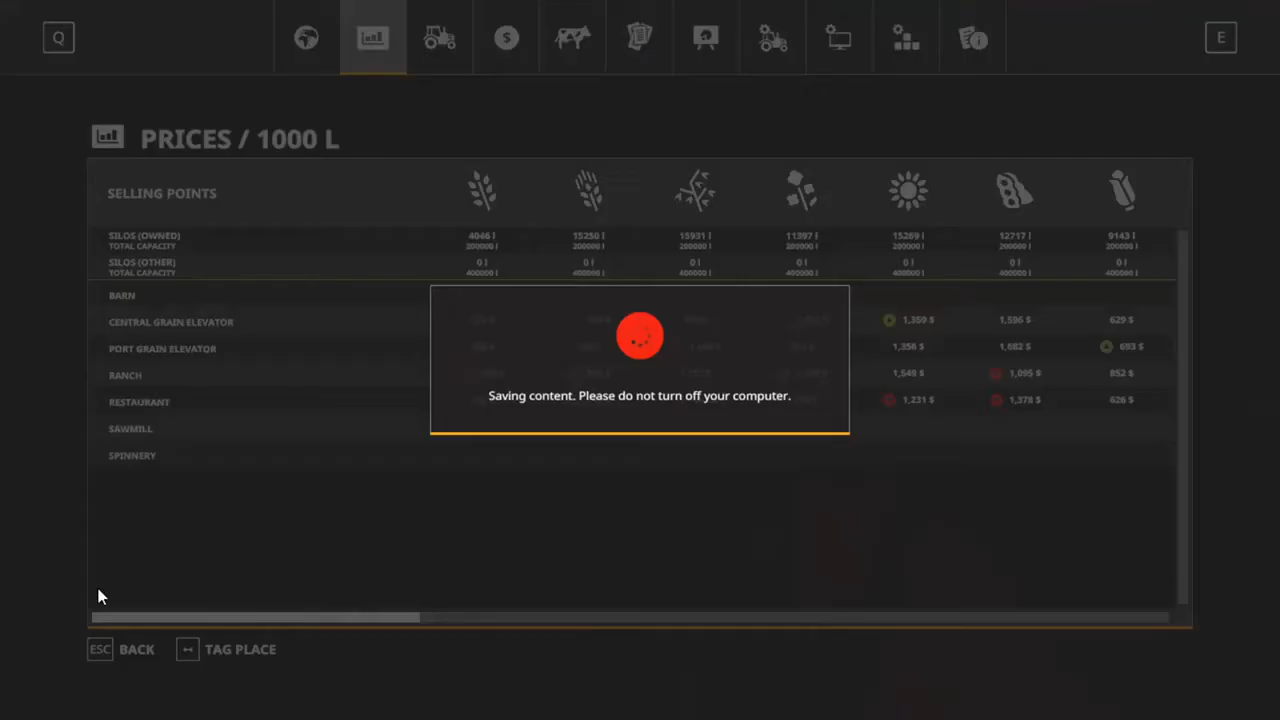 Q
E
PRICES / 1000 L
SELLING POINTS
SILOS (OWNED) 4046 l 15250 l 15931 l 11397 l 15269 l 12717 l 9143 l
TOTAL CAPACITY 200000 l 200000 l 200000 l 200000 l 200000 l 200000 l 200000 l
SILOS (OTHER) 0 l 0 l 0 l 0 l 0 l 0 l 0 l
TOTAL CAPACITY 400000 l 400000 l 400000 l 400000 l 400000 l 400000 l 400000 l
BARN
CENTRAL GRAIN ELEVATOR 1,359 $ 1,596 $ 629 $
PORT GRAIN ELEVATOR 1,356 $ 1,682 $ 693 $
RANCH 1,549 $ 1,095 $ 852 $
Saving content. Please do not turn off your computer.
RESTAURANT 1,231 $ 1,378 $ 626 $
SAWMILL
SPINNERY
ESC BACK TAG PLACE